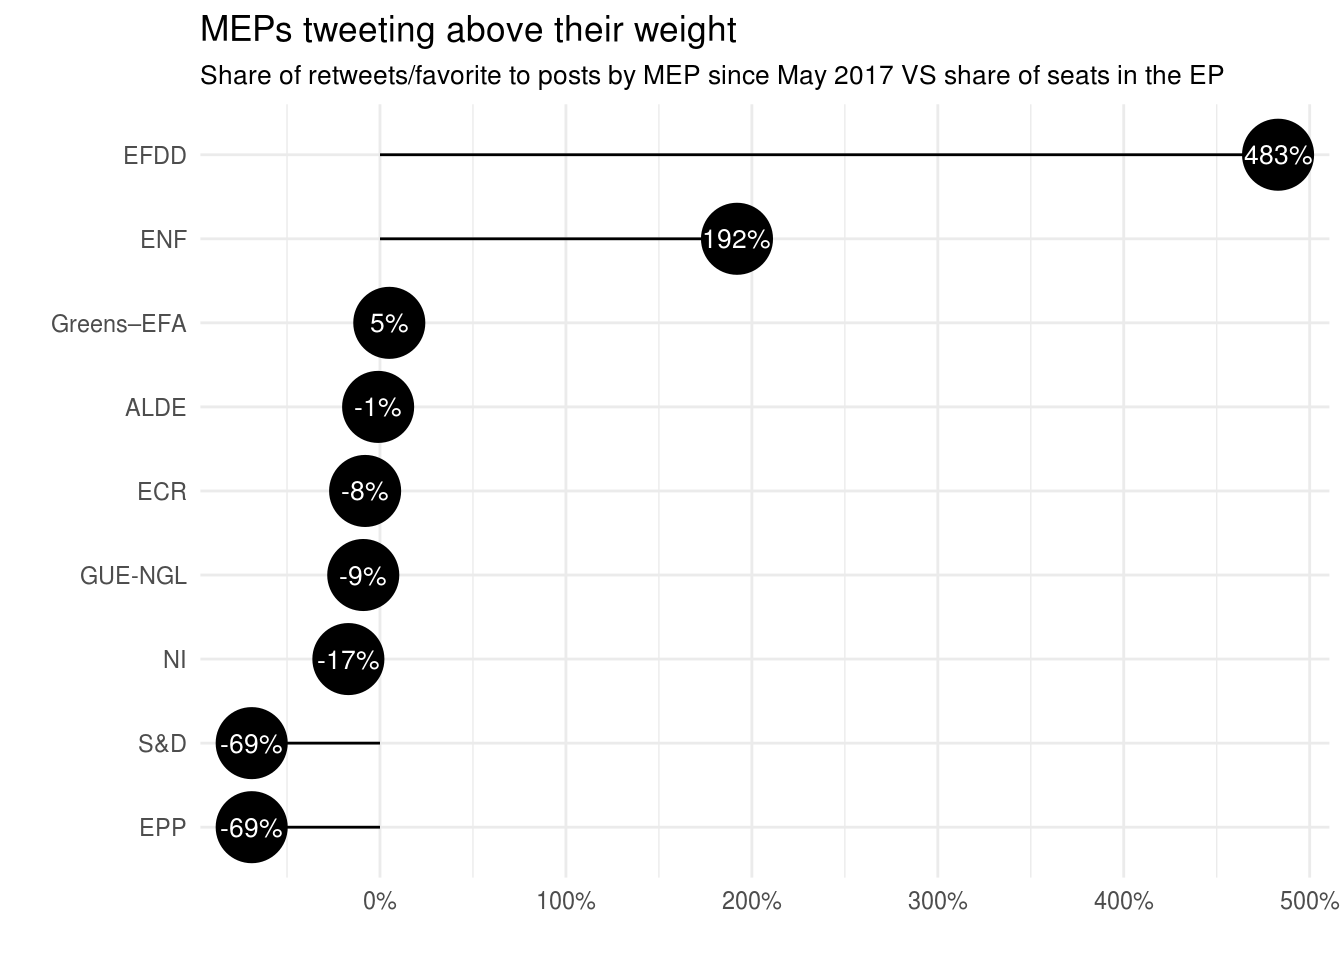 MEPs tweeting above their weight
Share of retweets/favorite to posts by MEP since May 2017 VS share of seats in the EP
EFDD 483%
ENF 192%
Greens–EFA 5%
ALDE -1%
ECR -8%
GUE-NGL -9%
NI -17%
S&D -69%
EPP -69%
0% 100% 200% 300% 400% 500%